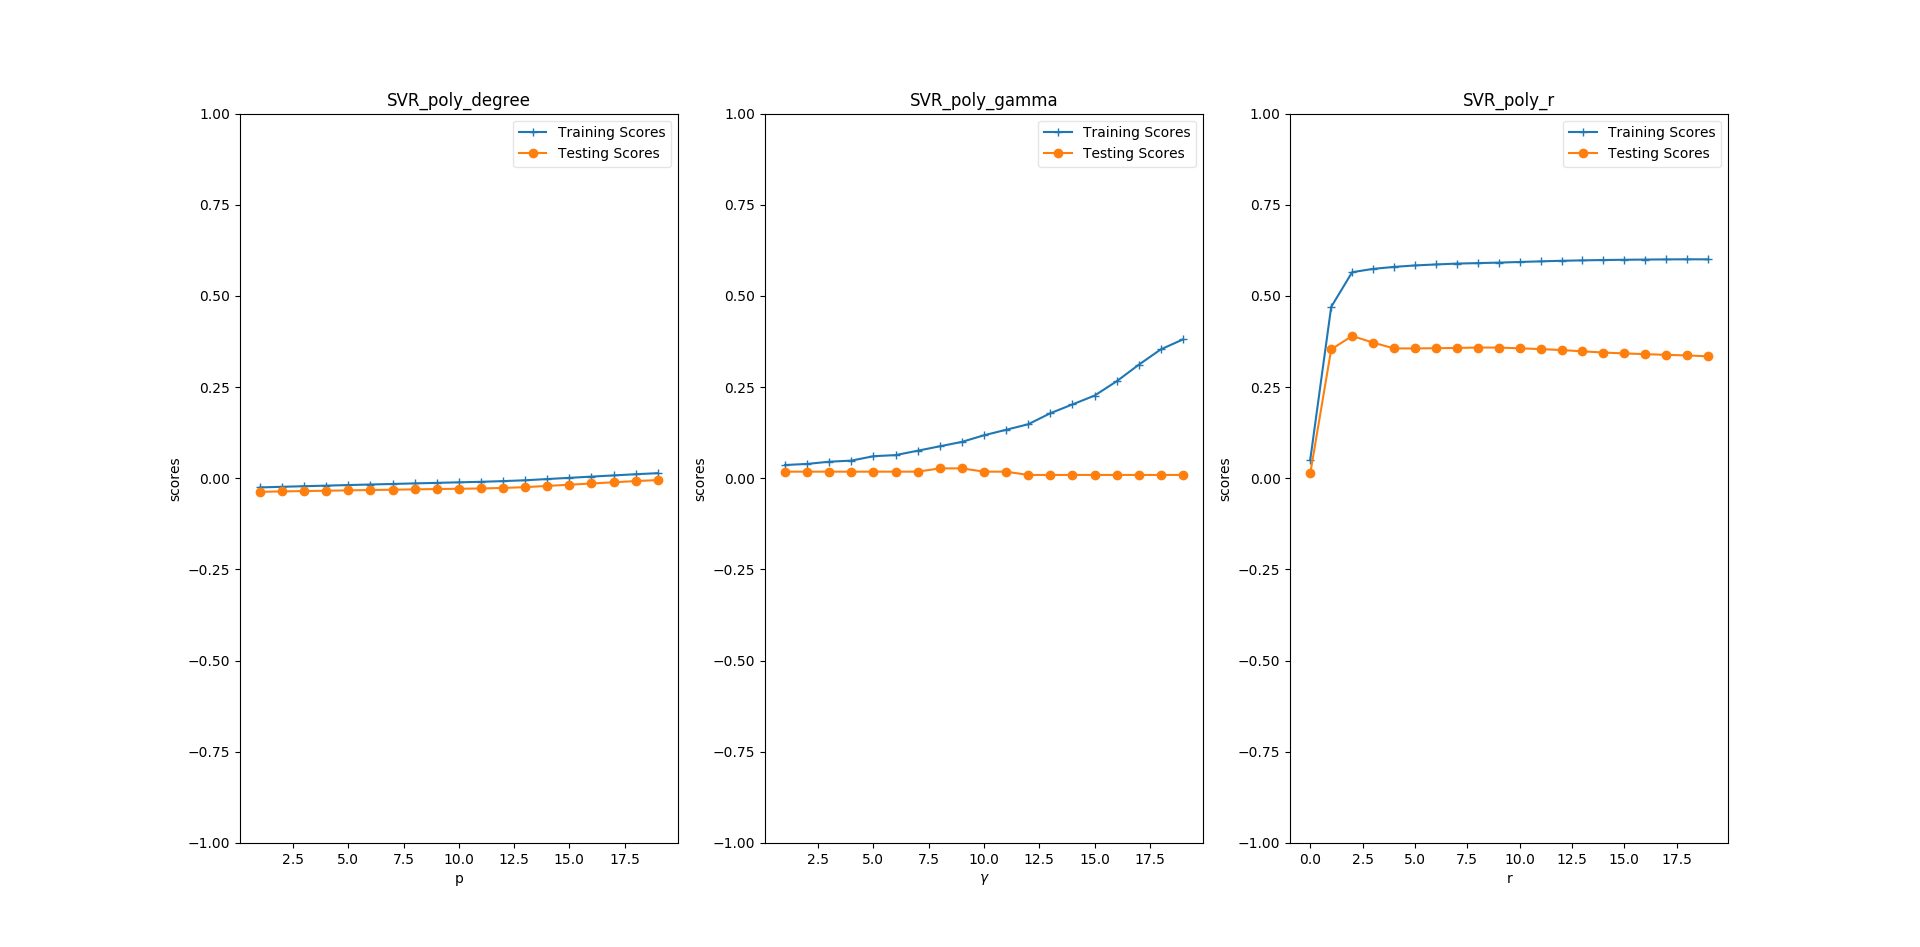 SVR_poly_degree
1.00
0.75
0.50
0.25
0.00
−0.25
−0.50
−0.75
−1.00
scores
Training Scores
Testing Scores
2.5 5.0 7.5 10.0 12.5 15.0 17.5
p
SVR_poly_gamma
1.00
0.75
0.50
0.25
0.00
−0.25
−0.50
−0.75
−1.00
scores
Training Scores
Testing Scores
2.5 5.0 7.5 10.0 12.5 15.0 17.5
γ
SVR_poly_r
1.00
0.75
0.50
0.25
0.00
−0.25
−0.50
−0.75
−1.00
scores
Training Scores
Testing Scores
0.0 2.5 5.0 7.5 10.0 12.5 15.0 17.5
r